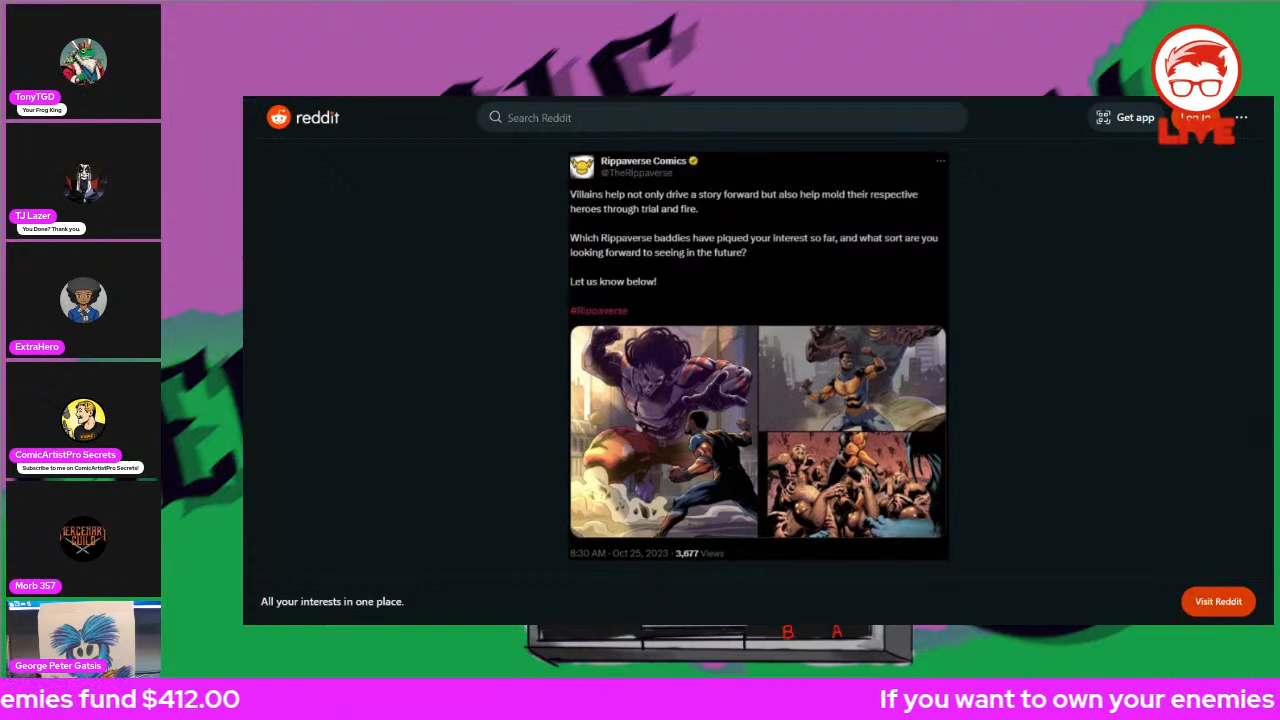 TonyTGD
Your Frog King
TJ Lazer
You Done? Thank you.
ExtraHero
ComicArtistPro Secrets
Subscribe to me on ComicArtistPro Secrets!
MERCENARY
GUILD
Morb 357
George Peter Gatsis
reddit
Search Reddit
Get app
Log In
LIVE
Rippaverse Comics
@TheRippaverse
Villains help not only drive a story forward but also help mold their respective
heroes through trial and fire.
Which Rippaverse baddies have piqued your interest so far, and what sort are you
looking forward to seeing in the future?
Let us know below!
#Rippaverse
8:30 AM · Oct 25, 2023 · 3,677 Views
All your interests in one place.
Visit Reddit
B A
emies fund $412.00
If you want to own your enemies